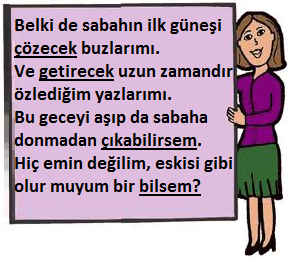 Belki de sabahın ilk güneşi
çözecek buzlarımı.
Ve getirecek uzun zamandır
özlediğim yazlarımı.
Bu geceyi aşıp da sabaha
donmadan çıkabilirsem.
Hiç emin değilim, eskisi gibi
olur muyum bir bilsem?